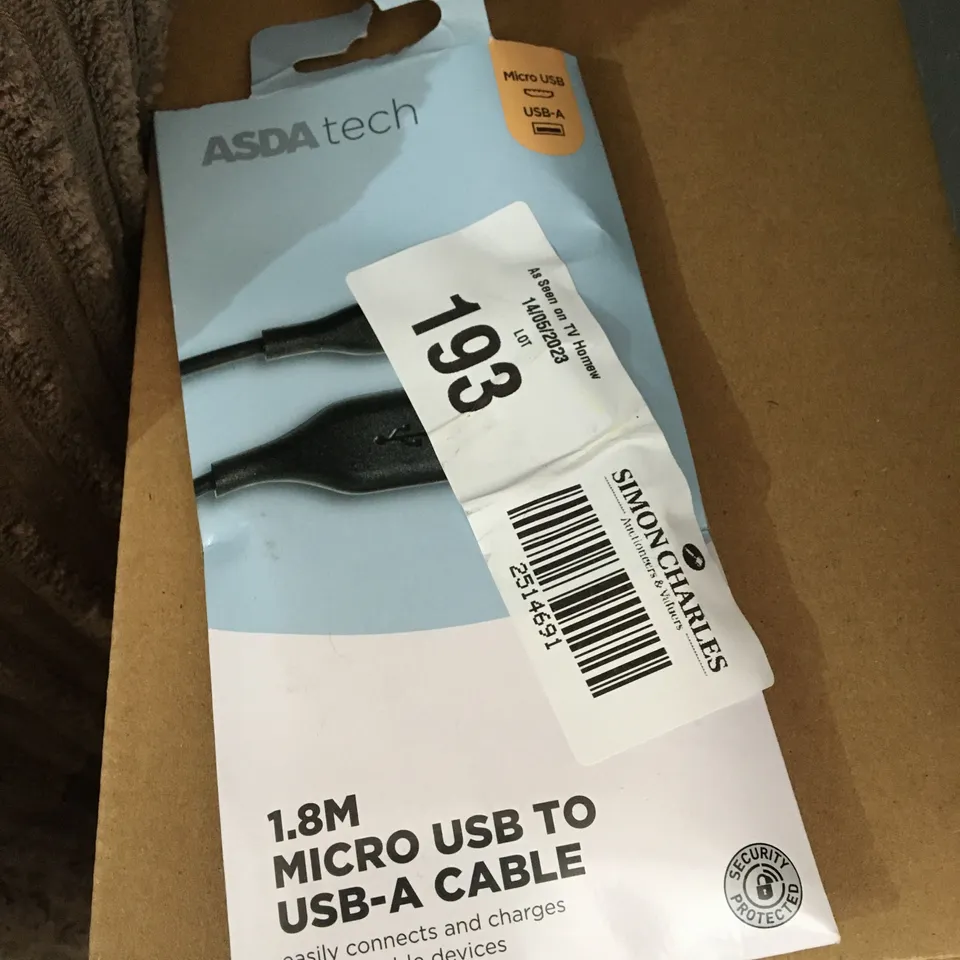 ASDA tech
Micro USB
USB-A
As Seen on TV Homew
14/05/2023
LOT
193
SIMON CHARLES
Auctioneers & Valuers
2514691
1.8M
MICRO USB TO
USB-A CABLE
easily connects and charges
devices
SECURITY
PROTECTED